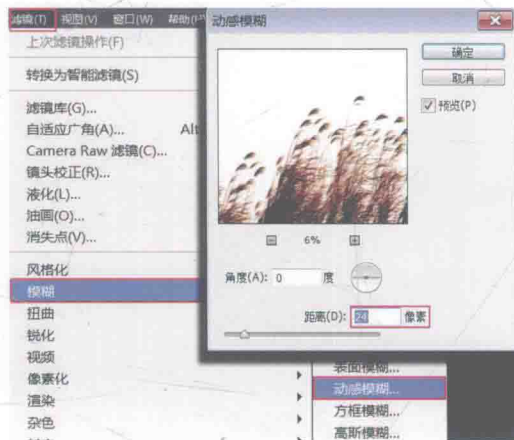 滤镜(T) 视图(V) 窗口(W) 帮助(H)
上次滤镜操作(F)
转换为智能滤镜(S)
滤镜库(G)...
自适应广角(A)... Alt
Camera Raw 滤镜(C)...
镜头校正(R)...
液化(L)...
油画(O)...
消失点(V)...
风格化
模糊
扭曲
锐化
视频
像素化
渲染
杂色
动感模糊
确定
取消
预览(P)
6%
角度(A): 0 度
距离(D): 24 像素
表面模糊...
动感模糊...
方框模糊...
高斯模糊...